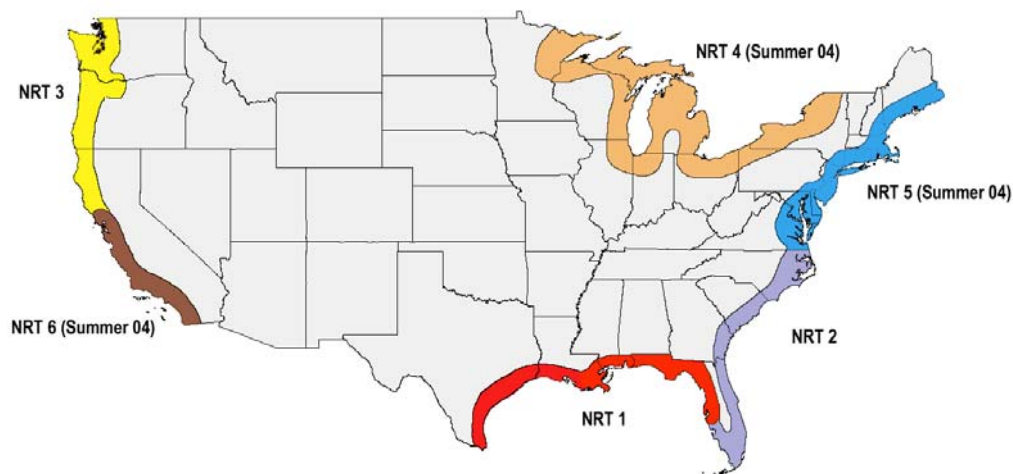 NRT 4 (Summer 04)
NRT 3
NRT 5 (Summer 04)
NRT 6 (Summer 04)
NRT 2
NRT 1